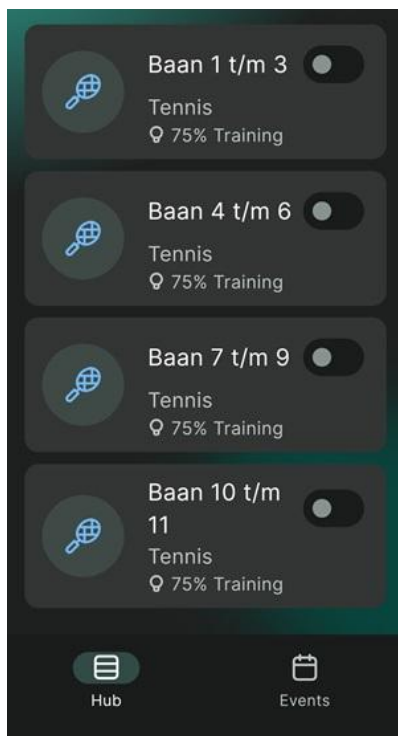 Baan 1 t/m 3
Tennis
75% Training
Baan 4 t/m 6
Tennis
75% Training
Baan 7 t/m 9
Tennis
75% Training
Baan 10 t/m
11
Tennis
75% Training
Hub
Events